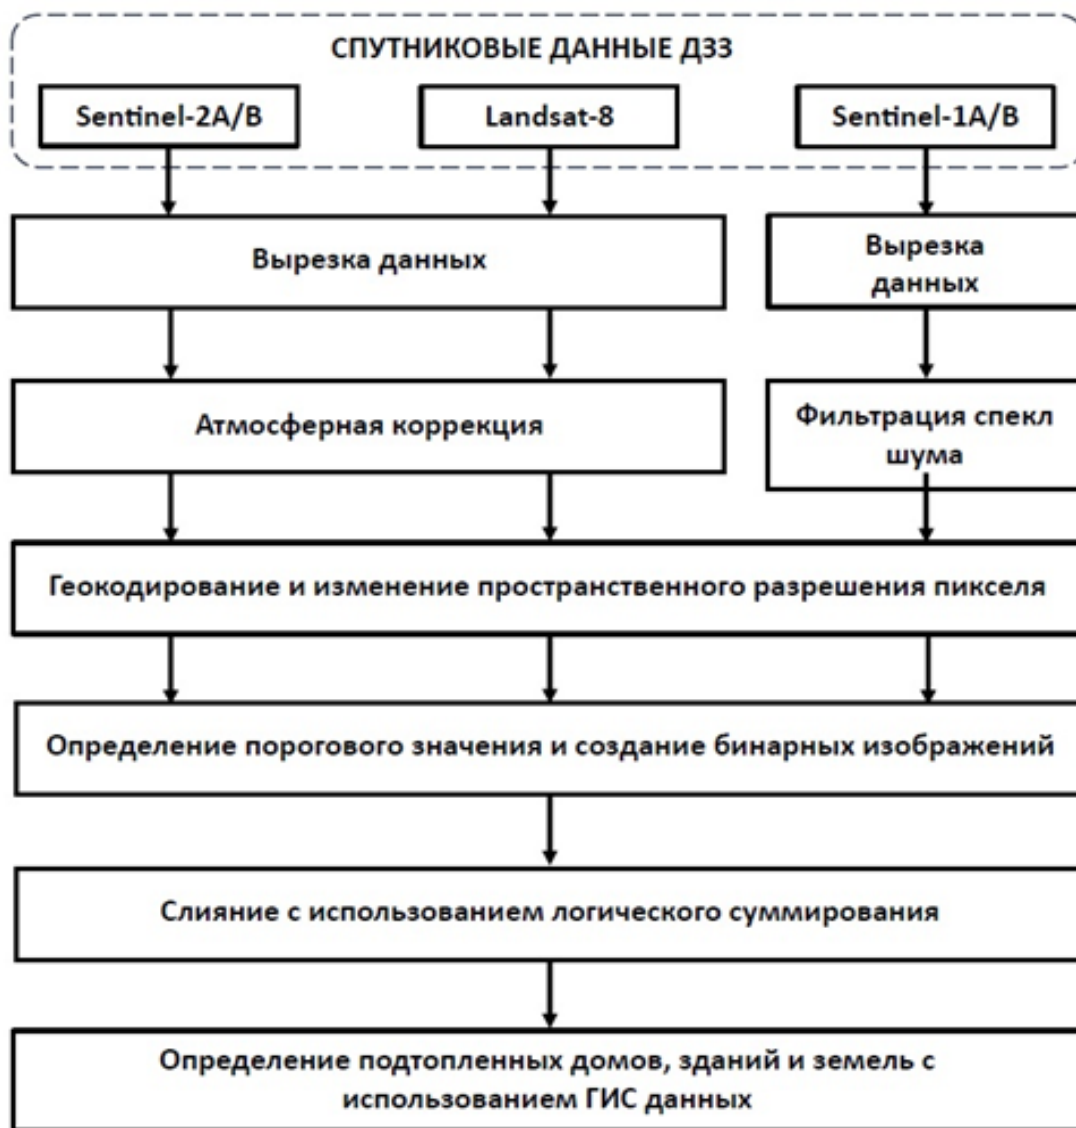 СПУТНИКОВЫЕ ДАННЫЕ ДЗЗ
Sentinel-2A/B
Landsat-8
Sentinel-1A/B
Вырезка данных
Вырезка
данных
Атмосферная коррекция
Фильтрация спекл
шума
Геокодирование и изменение пространственного разрешения пикселя
Определение порогового значения и создание бинарных изображений
Слияние с использованием логического суммирования
Определение подтопленных домов, зданий и земель с
использованием ГИС данных